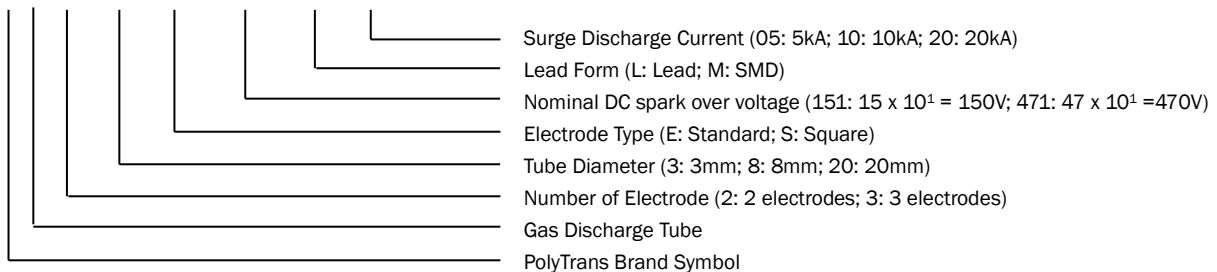 Surge Discharge Current (05: 5kA; 10: 10kA; 20: 20kA)
Lead Form (L: Lead; M: SMD)
Nominal DC spark over voltage (151: 15 x 10¹ = 150V; 471: 47 x 10¹ =470V)
Electrode Type (E: Standard; S: Square)
Tube Diameter (3: 3mm; 8: 8mm; 20: 20mm)
Number of Electrode (2: 2 electrodes; 3: 3 electrodes)
Gas Discharge Tube
PolyTrans Brand Symbol